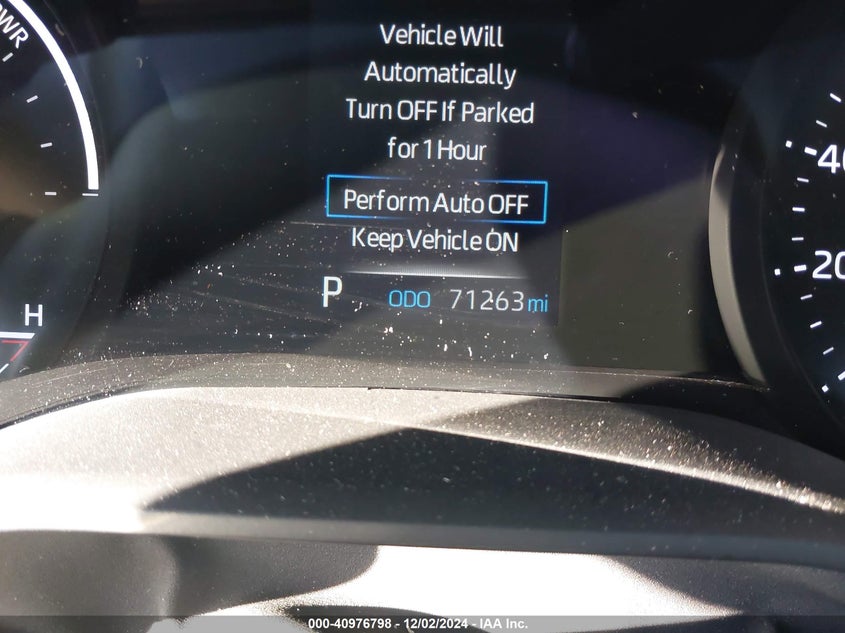 PWR
Vehicle Will
Automatically
Turn OFF If Parked
for 1 Hour
Perform Auto OFF
Keep Vehicle ON
P ODO 71263 mi
H
40
20
000-40976798 - 12/02/2024 - IAA Inc.